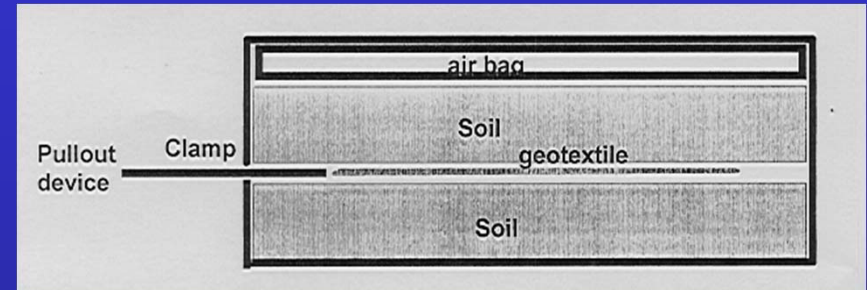 air bag
Soil
geotextile
Clamp
Pullout
device
Soil